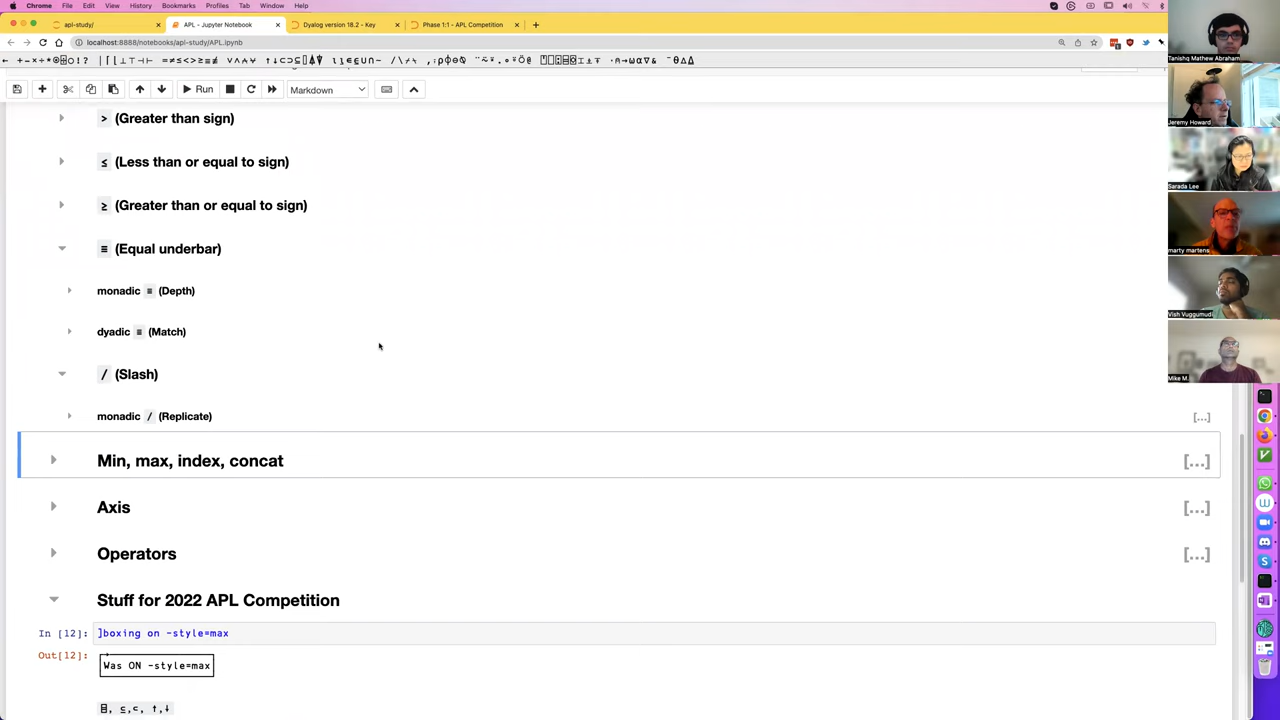 Chrome File Edit View History Bookmarks Profiles Tab Window Help
apl-study/
APL - Jupyter Notebook
Dyalog version 18.2 - Key
Phase 1:1 - APL Competition
localhost:8888/notebooks/apl-study/APL.ipynb
Run
Markdown
> (Greater than sign)
≤ (Less than or equal to sign)
≥ (Greater than or equal to sign)
≡ (Equal underbar)
monadic ≡ (Depth)
dyadic ≡ (Match)
/ (Slash)
monadic / (Replicate)
[...]
Min, max, index, concat
[...]
Axis
[...]
Operators
[...]
Stuff for 2022 APL Competition
In [12]: ]boxing on -style=max
Out[12]: Was ON -style=max
⌸, ⊆,⊂, ↑,↓
Tanishq Mathew Abraham
Jeremy Howard
Sarada Lee
marty martens
Vish Vuggumudi
Mike M.